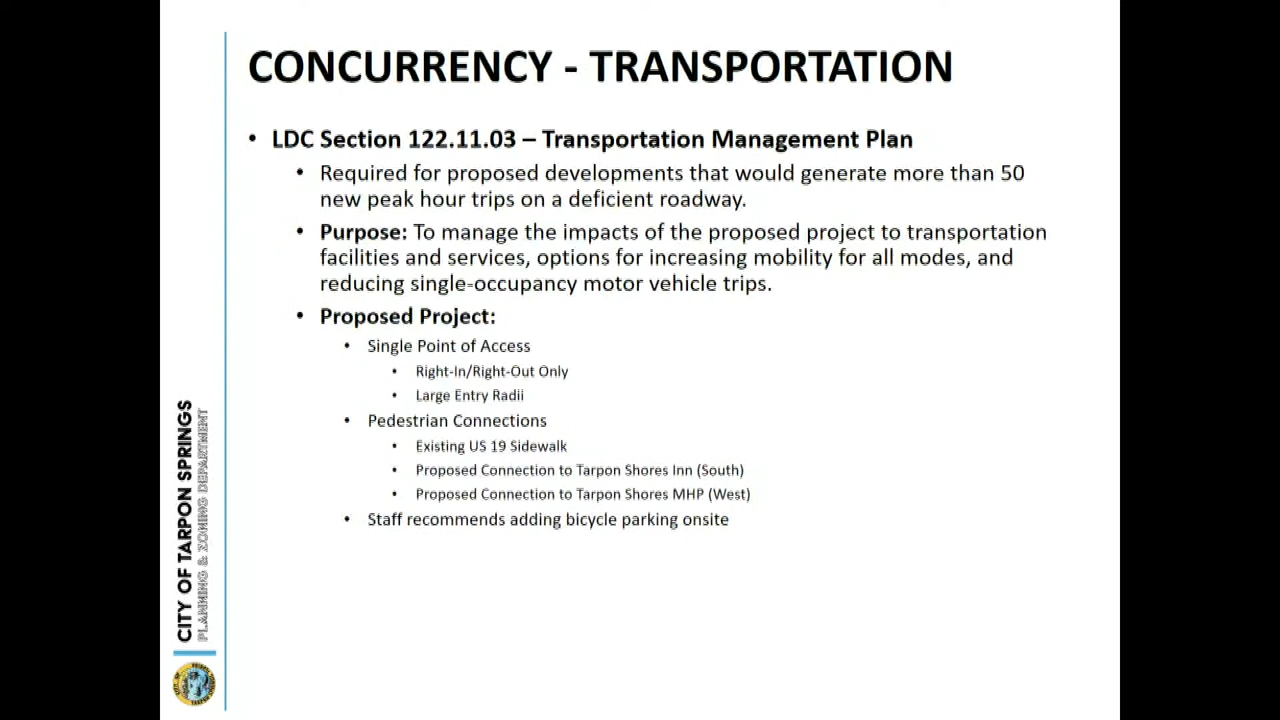 CONCURRENCY - TRANSPORTATION
• LDC Section 122.11.03 – Transportation Management Plan
• Required for proposed developments that would generate more than 50
new peak hour trips on a deficient roadway.
• Purpose: To manage the impacts of the proposed project to transportation
facilities and services, options for increasing mobility for all modes, and
reducing single-occupancy motor vehicle trips.
• Proposed Project:
• Single Point of Access
• Right-In/Right-Out Only
• Large Entry Radii
• Pedestrian Connections
• Existing US 19 Sidewalk
• Proposed Connection to Tarpon Shores Inn (South)
• Proposed Connection to Tarpon Shores MHP (West)
• Staff recommends adding bicycle parking onsite
CITY OF TARPON SPRINGS
PLANNING & ZONING DEPARTMENT